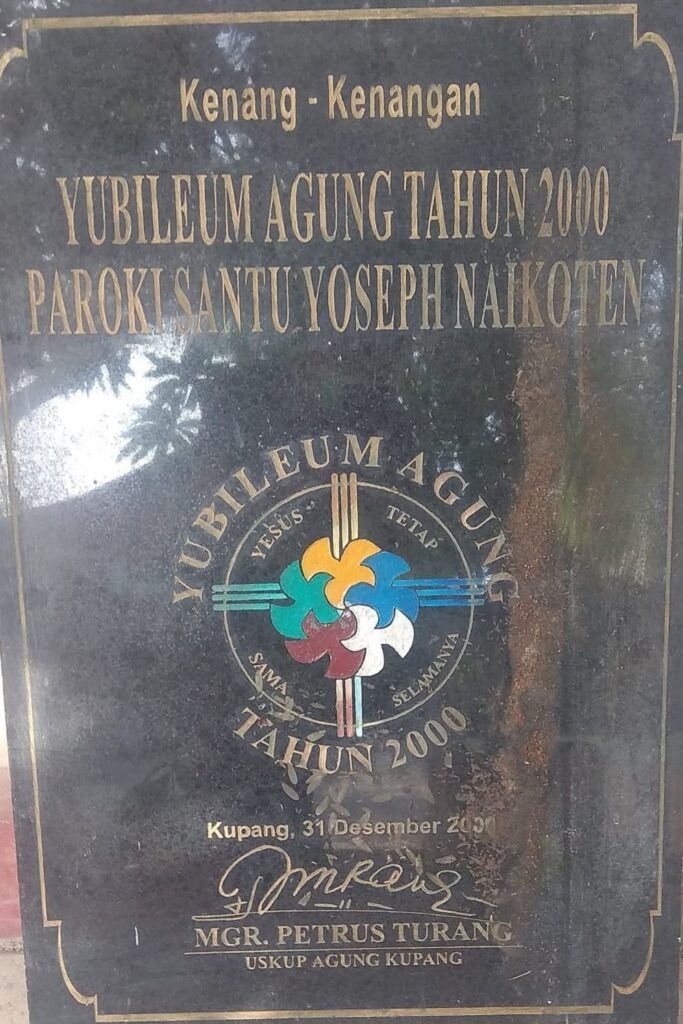 Kenang - Kenangan
YUBILEUM AGUNG TAHUN 2000
PAROKI SANTU YOSEPH NAIKOTEN
YUBILEUM AGUNG
YESUS TETAP
SAMA SELAMANYA
TAHUN 2000
Kupang, 31 Desember 2000
MGR. PETRUS TURANG
USKUP AGUNG KUPANG